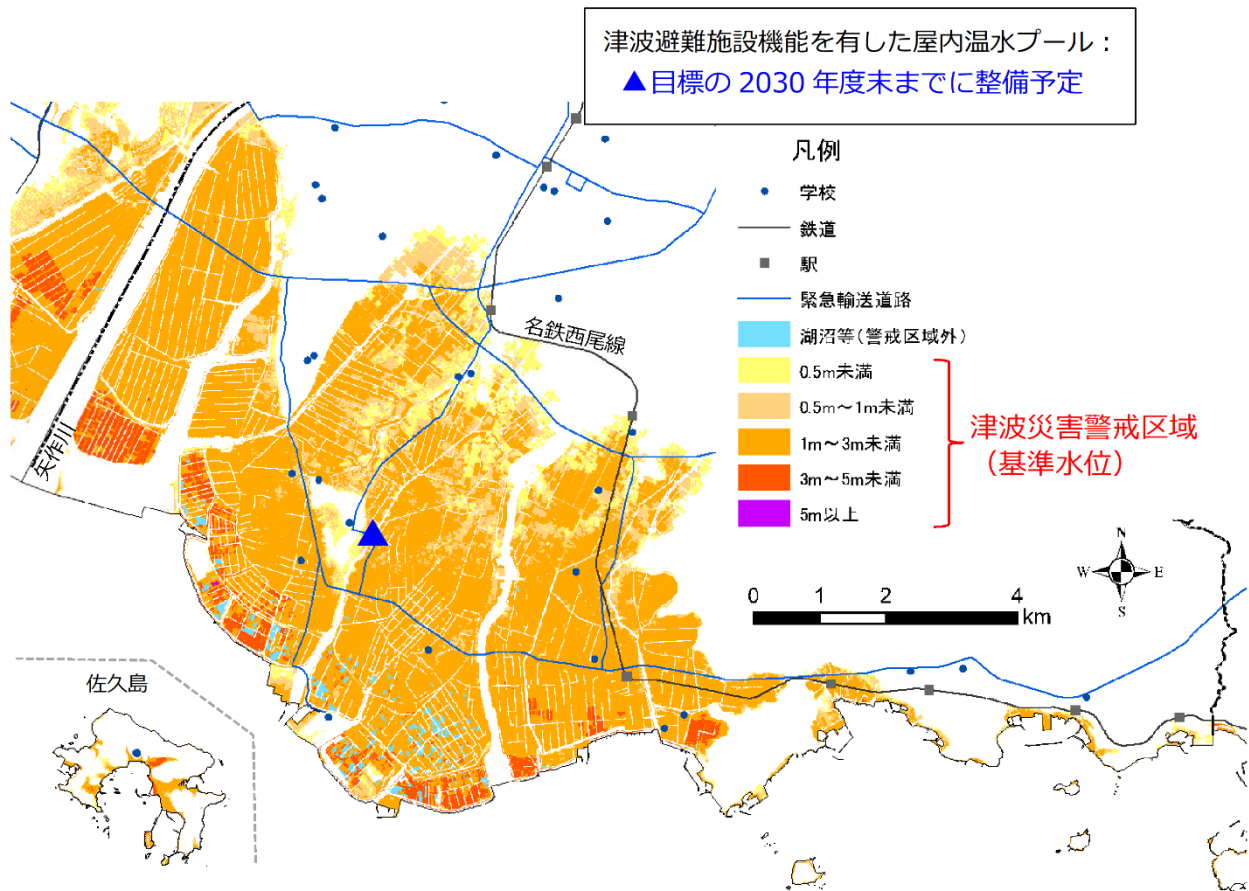 津波避難施設機能を有した屋内温水プール：
▲目標の 2030 年度末までに整備予定
凡例
学校
鉄道
駅
緊急輸送道路
湖沼等(警戒区域外)
0.5m未満
0.5m～1m未満
1m～3m未満
3m～5m未満
5m以上
津波災害警戒区域
（基準水位）
名鉄西尾線
矢作川
N
W
E
S
0
1
2
4
km
佐久島